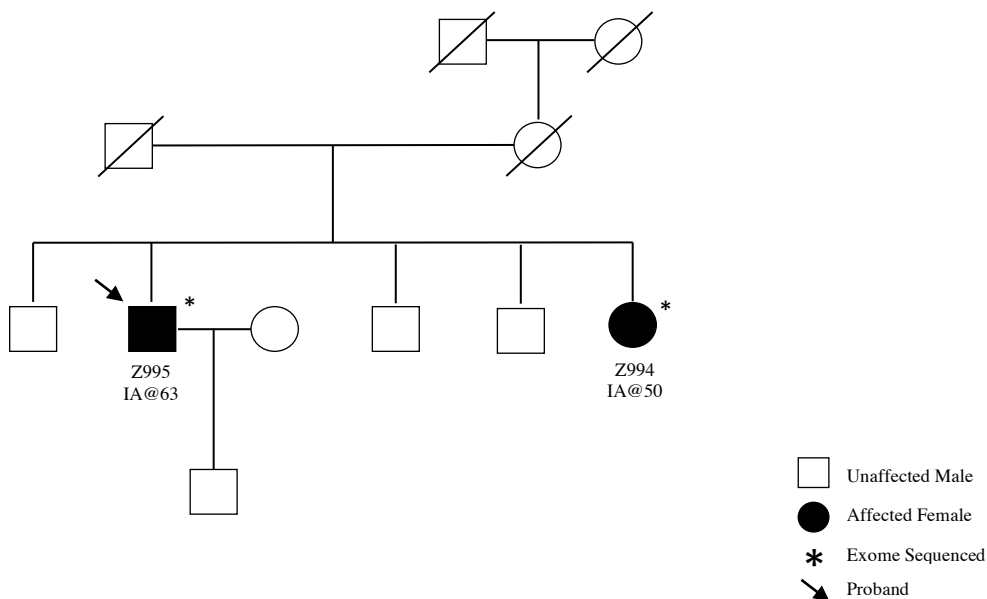 *
*
Z995
IA@63
Z994
IA@50
Unaffected Male
Affected Female
* Exome Sequenced
Proband